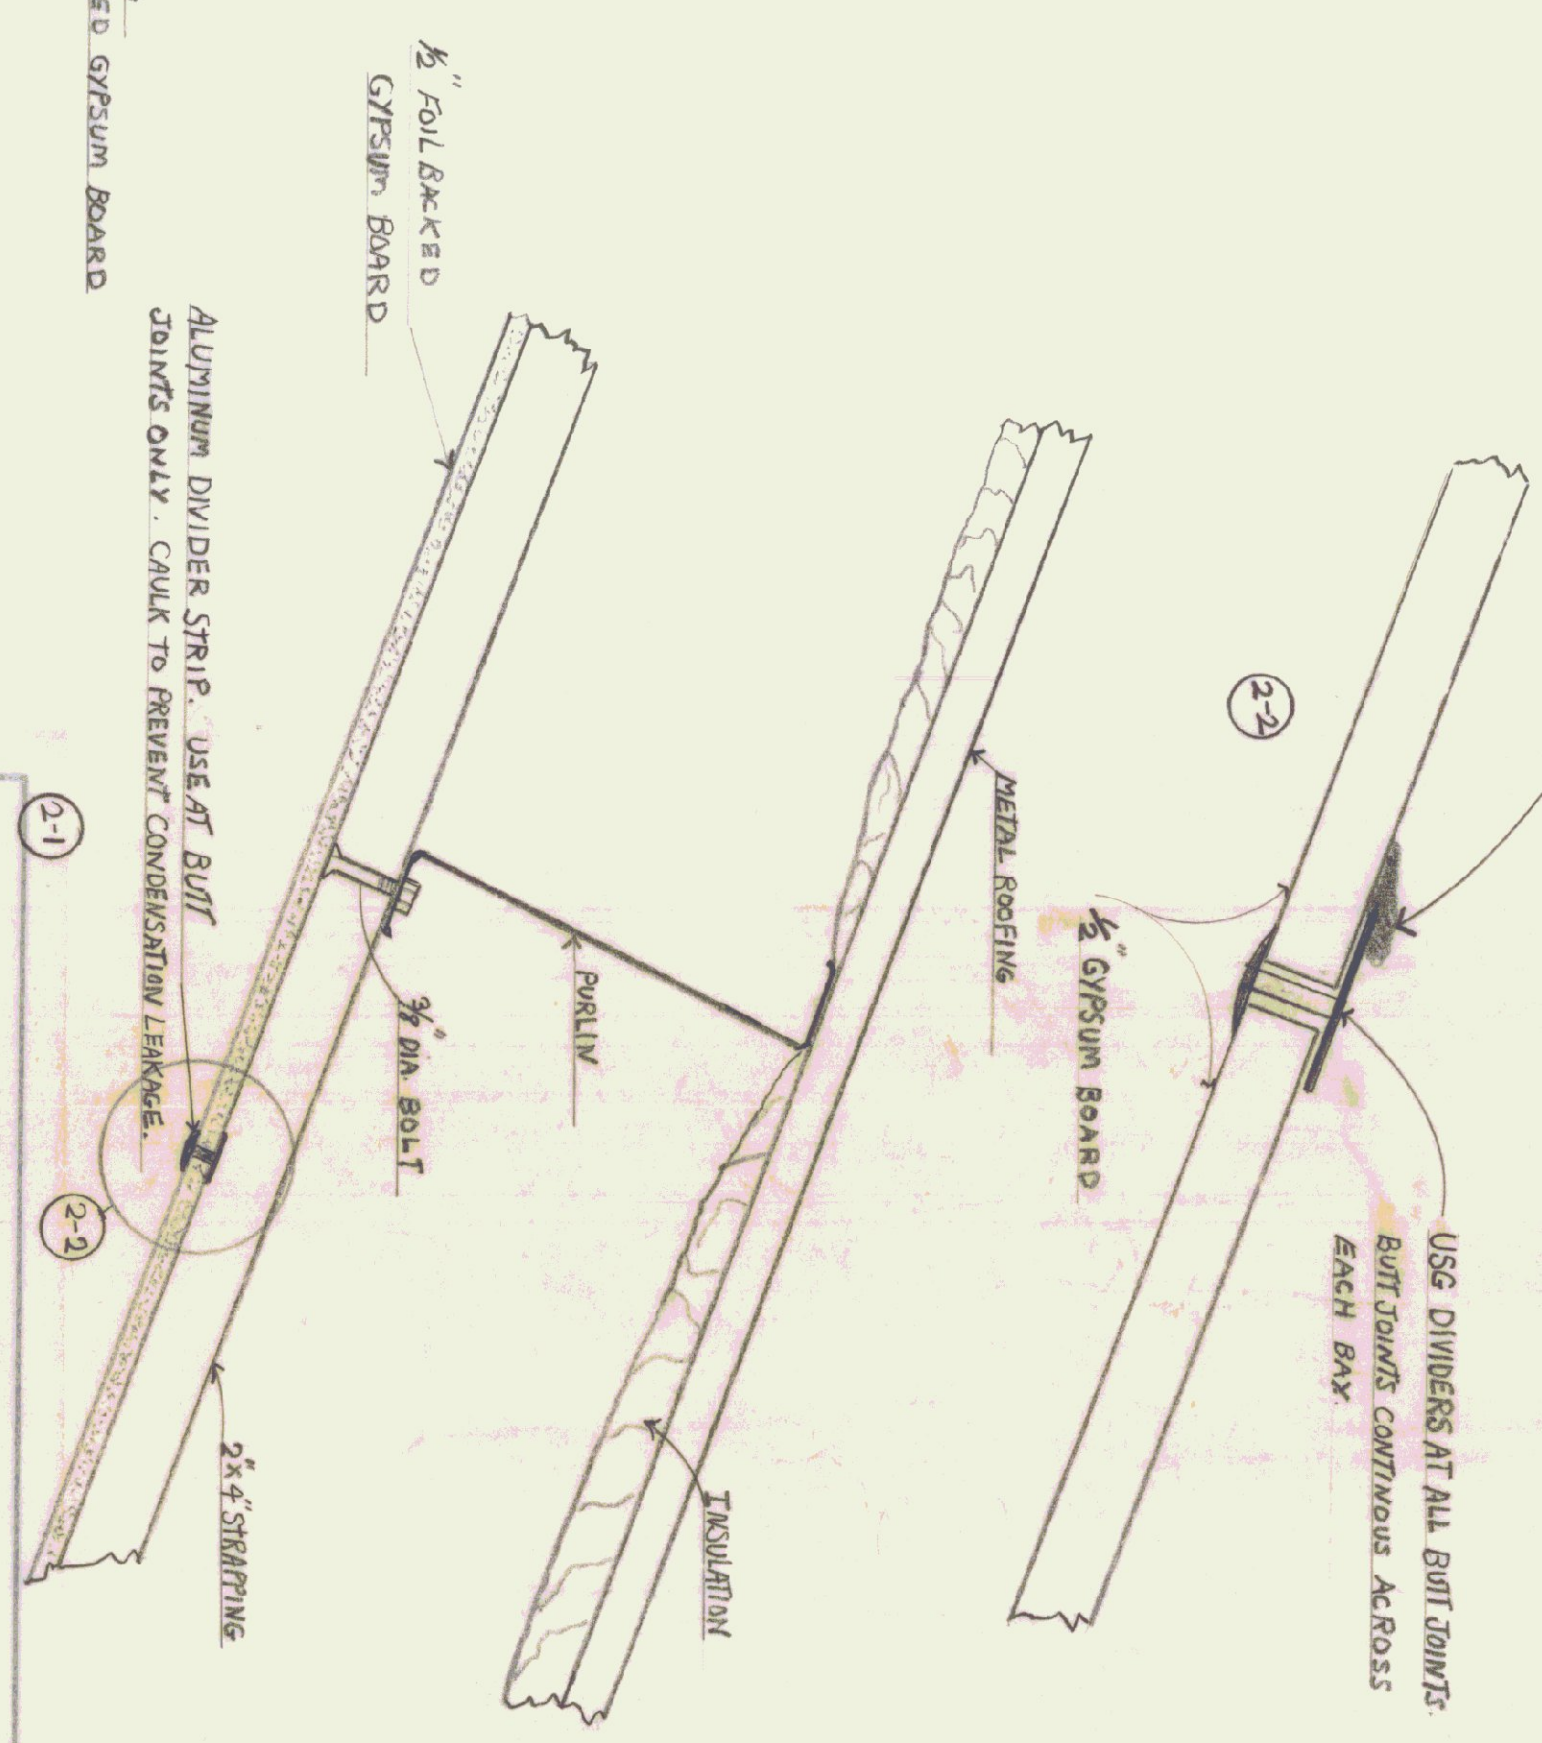 USG DIVIDERS AT ALL BUTT JOINTS.
BUTT JOINTS CONTINOUS ACROSS
EACH BAY.
2-2
½" GYPSUM BOARD
METAL ROOFING
INSULATION
PURLIN
½" FOIL BACKED
GYPSUM BOARD
3/8" DIA. BOLT
2"x4" STRAPPING
ALUMINUM DIVIDER STRIP. USE AT BUTT
JOINTS ONLY. CAULK TO PREVENT CONDENSATION LEAKAGE.
GYPSUM BOARD
2-1
2-2